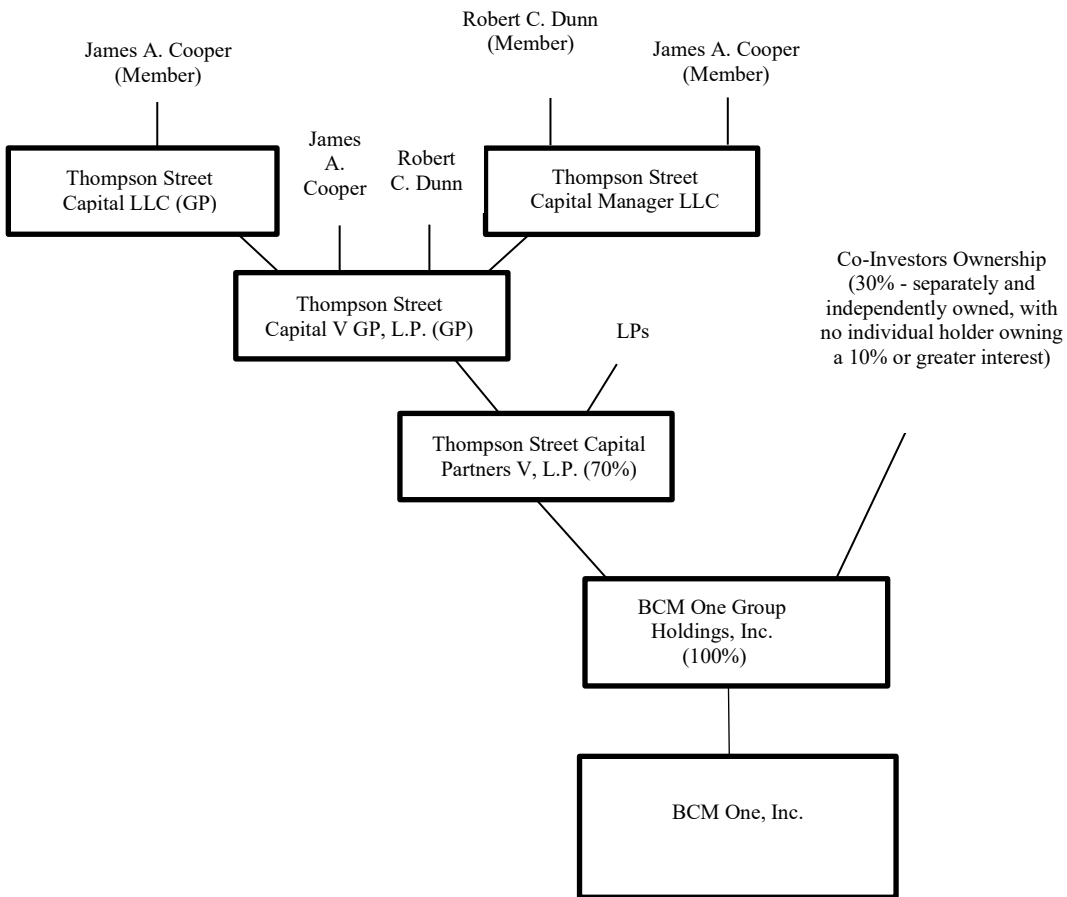 Robert C. Dunn
(Member)
James A. Cooper
(Member)
James A. Cooper
(Member)
James
A.
Cooper
Robert
C. Dunn
Thompson Street
Capital LLC (GP)
Thompson Street
Capital Manager LLC
Co-Investors Ownership
(30% - separately and
independently owned, with
no individual holder owning
a 10% or greater interest)
Thompson Street
Capital V GP, L.P. (GP)
LPs
Thompson Street Capital
Partners V, L.P. (70%)
BCM One Group
Holdings, Inc.
(100%)
BCM One, Inc.